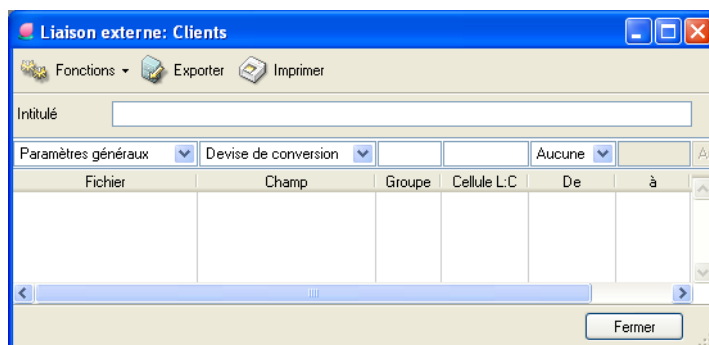 Liaison externe: Clients
Fonctions Exporter Imprimer
Intitulé
Paramètres généraux Devise de conversion Aucune A
Fichier Champ Groupe Cellule L:C De à
Fermer